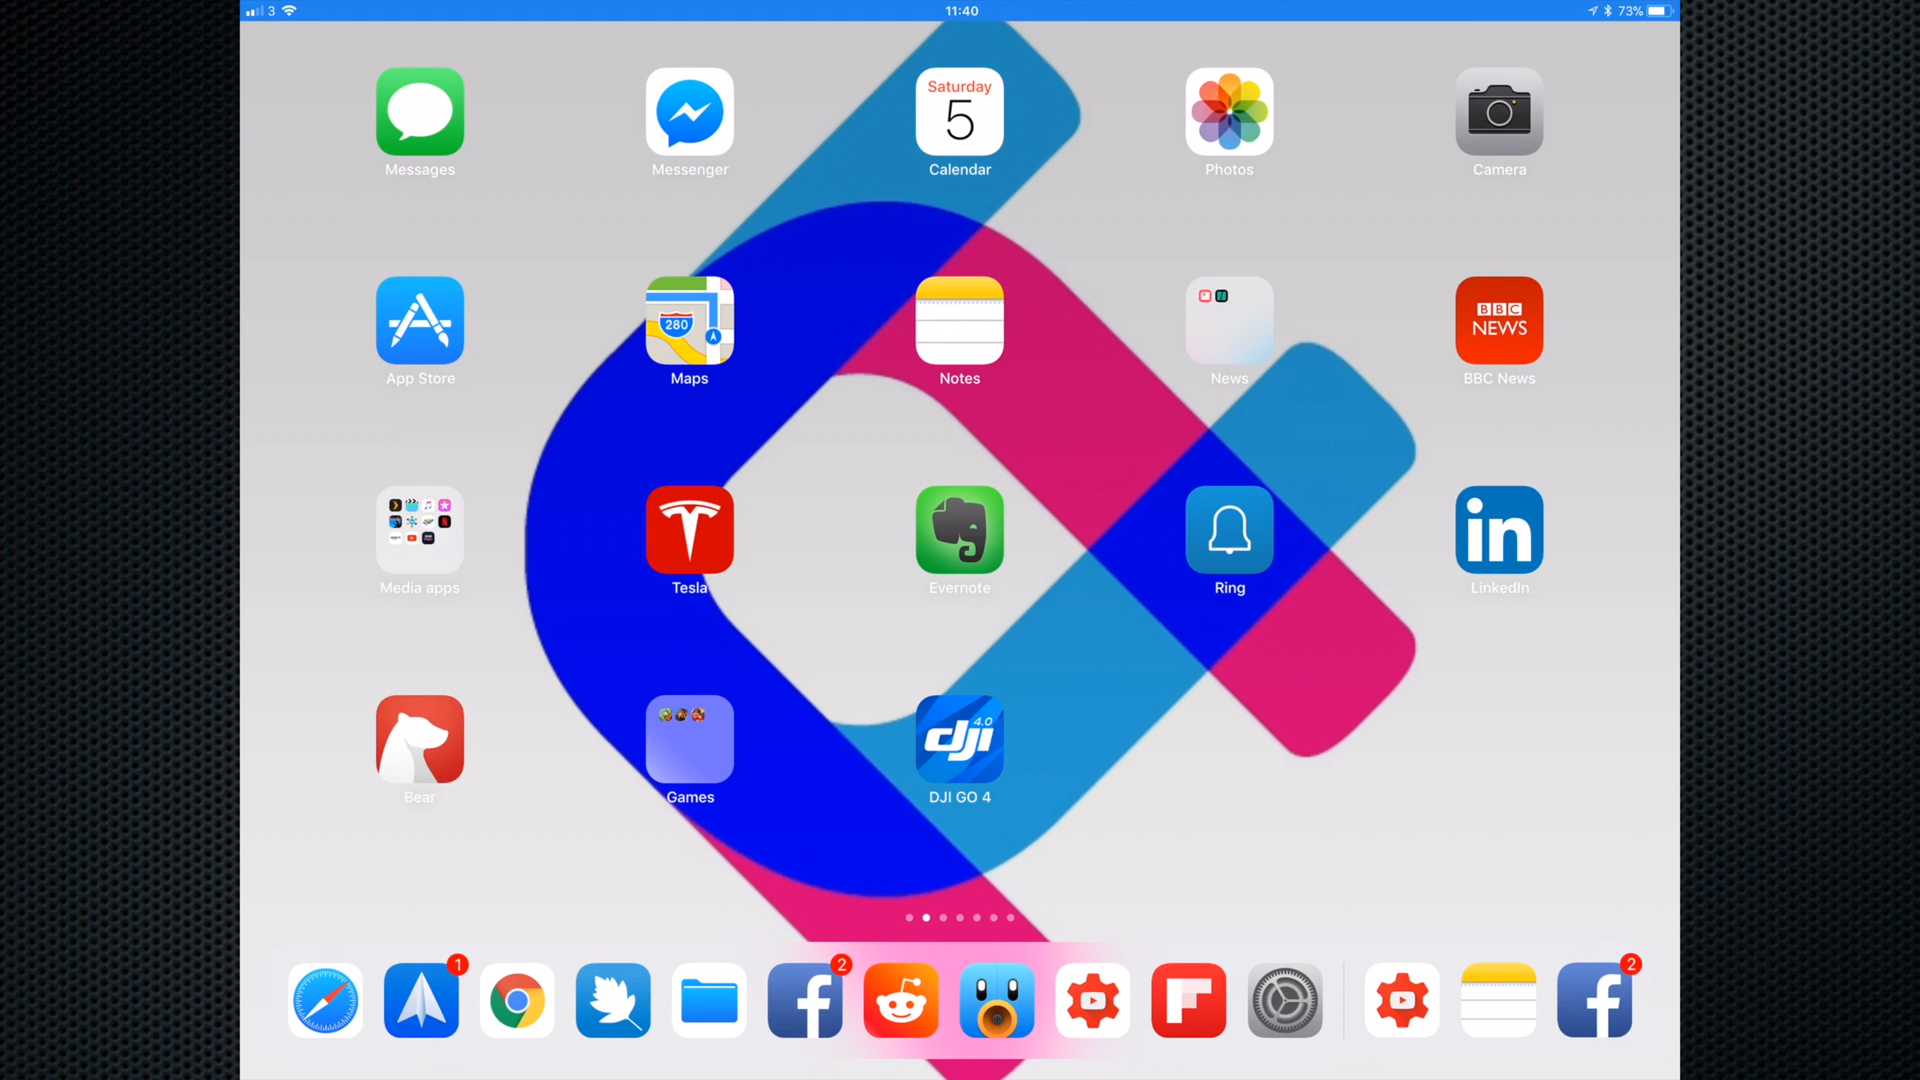 3 11:40 73%
Saturday
5
Messages Messenger Calendar Photos Camera
280
BBC
NEWS
App Store Maps Notes News BBC News
in
Media apps Tesla Evernote Ring LinkedIn
4.0
dji
Bear Games DJI GO 4
1 2 2